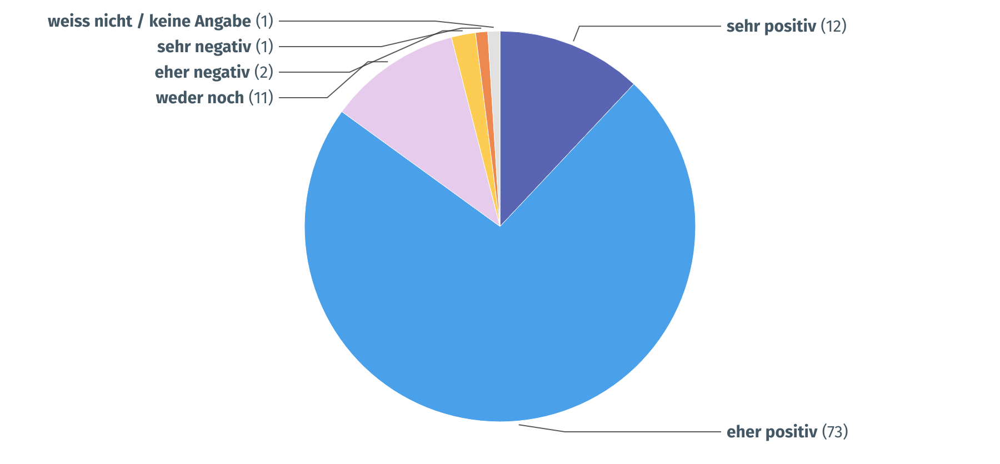 weiss nicht / keine Angabe (1)
sehr negativ (1)
eher negativ (2)
weder noch (11)
sehr positiv (12)
eher positiv (73)